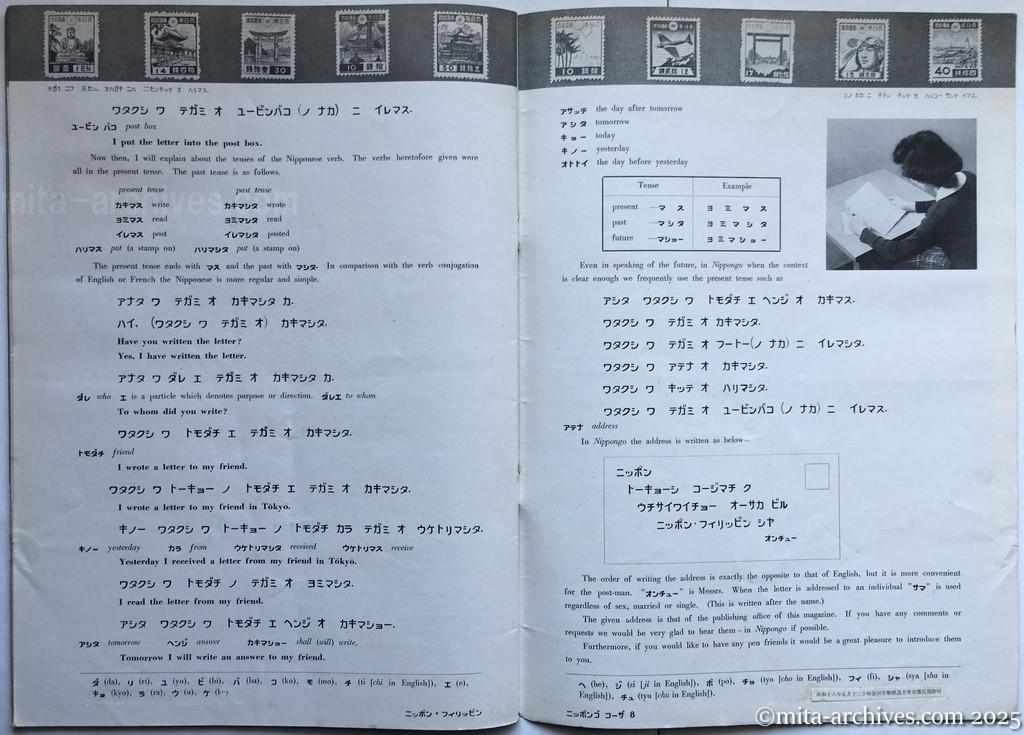 1 EN
14
30
10
50
ワタクシ ワ テガミ オ ユービンバコ (ノ ナカ) ニ イレマス.
ユービン バコ post box
I put the letter into the post box.
Now then, I will explain about the tenses of the Nipponese verb. The verbs heretofore given were
all in the present tense. The past tense is as follows.
present tense past tense
カキマス write カキマシタ wrote
ヨミマス read ヨミマシタ read
イレマス post イレマシタ posted
ハリマス put (a stamp on) ハリマシタ put (a stamp on)
The present tense ends with マス and the past with マシタ. In comparison with the verb conjugation
of English or French the Nipponese is more regular and simple.
アナタ ワ テガミ オ カキマシタ カ.
ハイ, (ワタクシ ワ テガミ オ) カキマシタ.
Have you written the letter?
Yes, I have written the letter.
アナタ ワ ダレ エ テガミ オ カキマシタ カ.
ダレ who エ is a particle which denotes purpose or direction. ダレエ to whom
To whom did you write?
ワタクシ ワ トモダチ エ テガミ オ カキマシタ.
トモダチ friend
I wrote a letter to my friend.
ワタクシ ワ トーキョー ノ トモダチ エ テガミ オ カキマシタ.
I wrote a letter to my friend in Tōkyo.
キノー ワタクシ ワ トーキョー ノ トモダチ カラ テガミ オ ウケトリマシタ.
キノー yesterday カラ from ウケトリマシタ received ウケトリマス receive
Yesterday I received a letter from my friend in Tōkyō.
ワタクシ ワ トモダチ ノ テガミ オ ヨミマシタ.
I read the letter from my friend.
アシタ ワタクシ ワ トモダチ エ ヘンジ オ カキマショー.
アシタ tomorrow ヘンジ answer カキマショー shall (will) write,
Tomorrow I will write an answer to my friend.
ダ (da), リ (ri), ユ (yu), ビ (bi), バ (ba), コ (ko), モ (mo), チ (ti [chi in English]), エ (e),
キョ (kyo), ラ (ra), ウ (u), ケ
ニッポン・フィリッピン
10
7
17
15
40
アサッテ the day after tomorrow
アシタ tomorrow
キョー today
キノー yesterday
オトトイ the day before yesterday
Tense Example
present —マ ス ヨ ミ マ ス
past —マシタ ヨ ミ マ シ タ
future —マショー ヨ ミ マ シ ョ ー
Even in speaking of the future, in Nippongo when the context
is clear enough we frequently use the present tense such as
アシタ ワタクシ ワ トモダチ エ ヘンジ オ カキマス.
ワタクシ ワ テガミ オ カキマシタ.
ワタクシ ワ テガミ オ フートー(ノ ナカ) ニ イレマシタ.
ワタクシ ワ アテナ オ カキマシタ.
ワタクシ ワ キッテ オ ハリマシタ.
ワタクシ ワ テガミ オ ユービンバコ (ノ ナカ) ニ イレマス.
アテナ address
In Nippongo the address is written as below—
ニッポン
トーキョーシ コージマチ ク
ウチサイワイチョー オーサカ ビル
ニッポン・フィリッピン シヤ
オンチュー
The order of writing the address is exactly the opposite to that of English, but it is more convenient
for the post-man. "オンチュー" is Messrs. When the letter is addressed to an individual "サマ" is used
regardless of sex, married or single. (This is written after the name.)
The given address is that of the publishing office of this magazine. If you have any comments or
requests we would be very glad to hear them—in Nippongo if possible.
Furthermore, if you would like to have any pen friends it would be a great pleasure to introduce them
to you.
ヘ (he), ジ (zi [ji in English]), ポ (po), チョ (tyo [cho in English]), フィ (fi), シャ (sya [sha in
English]), チュ (tyu [chu in English]).
ニッポンゴ コーザ 8
mita-archives.com
©mita-archives.com 2025